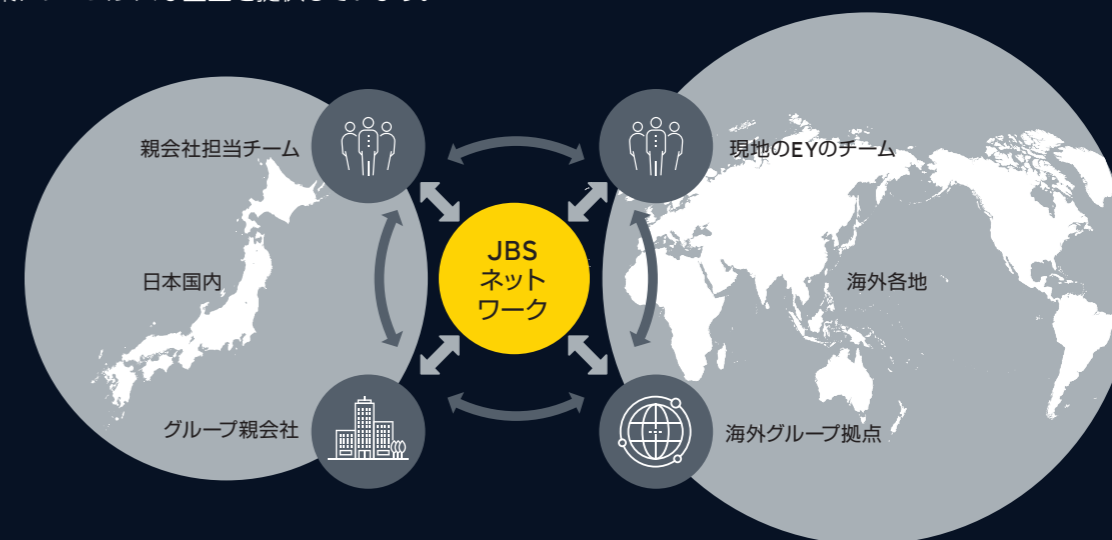 親会社担当チーム
現地のEYのチーム
JBS
ネット
ワーク
日本国内
海外各地
グループ親会社
海外グループ拠点